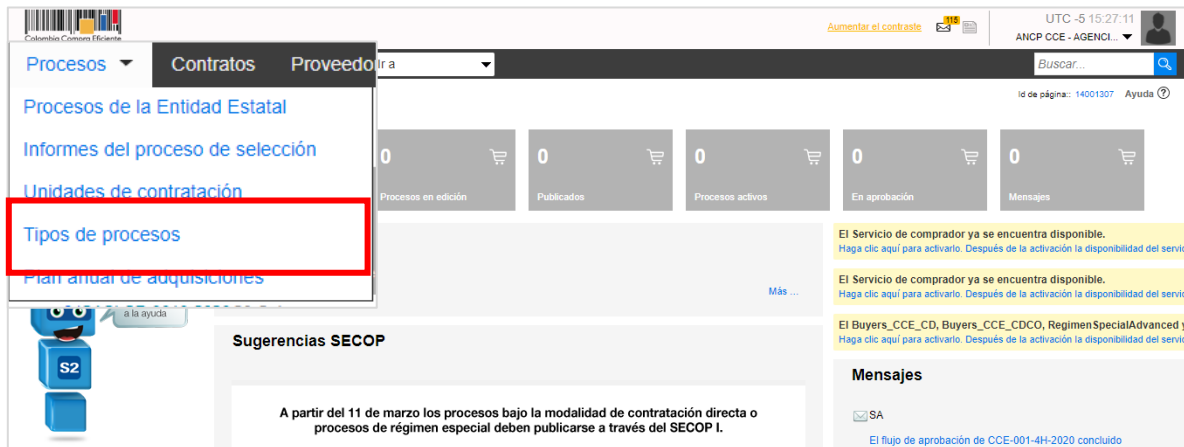 Colombia Compra Eficiente
Aumentar el contraste
115
UTC -5 15:27:11
ANCP CCE - AGENCI...
Procesos Contratos Proveedo Ir a
Buscar...
Id de página:: 14001307 Ayuda
Procesos de la Entidad Estatal
Informes del proceso de selección
Unidades de contratación
Tipos de procesos
Plan anual de adquisiciones
0 0 0 0 0
Procesos en edición Publicados Procesos activos En aprobación Mensajes
El Servicio de comprador ya se encuentra disponible.
Haga clic aquí para activarlo. Después de la activación la disponibilidad del servic
El Servicio de comprador ya se encuentra disponible.
Haga clic aquí para activarlo. Después de la activación la disponibilidad del servic
El Buyers_CCE_CD, Buyers_CCE_CDCO, RegimenSpecialAdvanced y
Haga clic aquí para activarlo. Después de la activación la disponibilidad del servic
Más ...
a la ayuda
S2
Sugerencias SECOP
A partir del 11 de marzo los procesos bajo la modalidad de contratación directa o
procesos de régimen especial deben publicarse a través del SECOP I.
Mensajes
SA
El flujo de aprobación de CCE-001-4H-2020 concluido